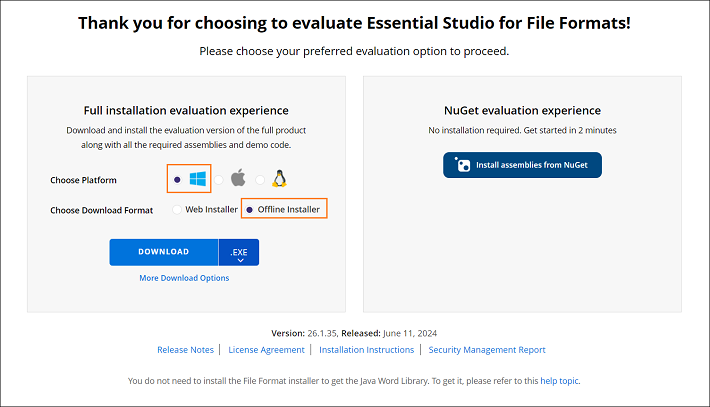 Thank you for choosing to evaluate Essential Studio for File Formats!
Please choose your preferred evaluation option to proceed.
Full installation evaluation experience
Download and install the evaluation version of the full product
along with all the required assemblies and demo code.
Choose Platform
Choose Download Format
Web Installer
Offline Installer
DOWNLOAD
.EXE
More Download Options
NuGet evaluation experience
No installation required. Get started in 2 minutes
Install assemblies from NuGet
Version: 26.1.35, Released: June 11, 2024
Release Notes | License Agreement | Installation Instructions | Security Management Report
You do not need to install the File Format installer to get the Java Word Library. To get it, please refer to this help topic.